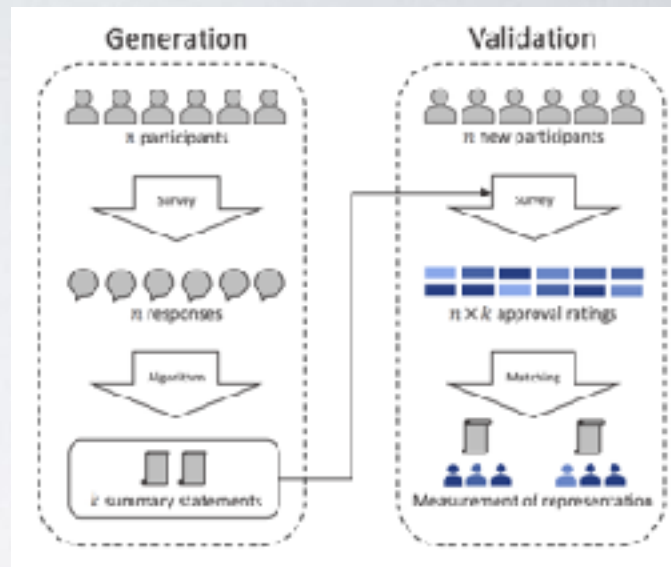 Generation
n participants
Survey
n responses
Algorithm
k summary statements
Validation
n new participants
Survey
n × k approval ratings
Matching
Measurement of representation